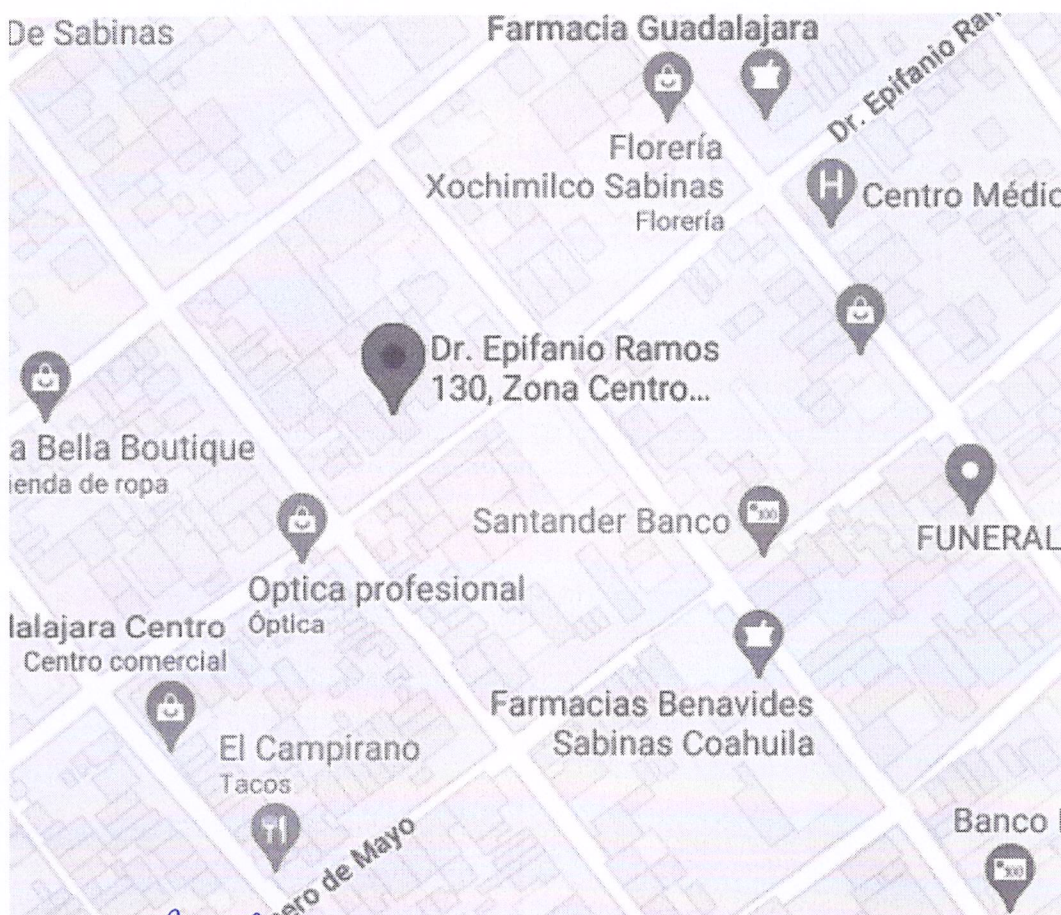 De Sabinas
Farmacia Guadalajara
Dr. Epifanio Ram
Florería
Xochimilco Sabinas
Florería
Centro Médic
Dr. Epifanio Ramos
130, Zona Centro...
a Bella Boutique
ienda de ropa
Santander Banco
FUNERAL
Optica profesional
Óptica
lalajara Centro
Centro comercial
Farmacias Benavides
Sabinas Coahuila
El Campirano
Tacos
ero de Mayo
Banco